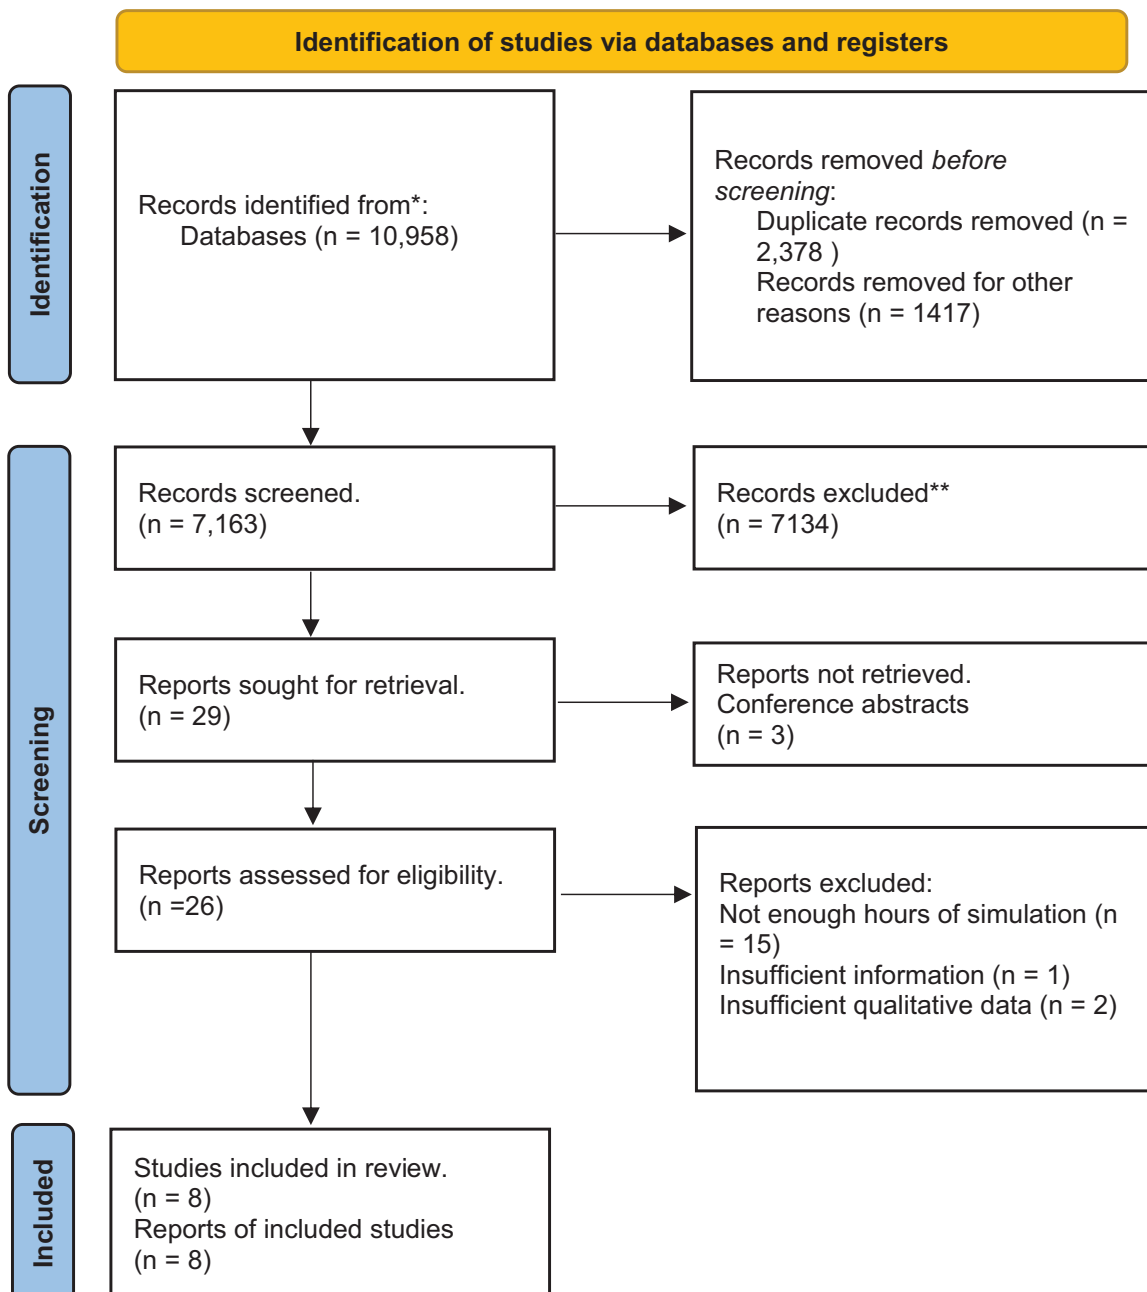 Identification of studies via databases and registers
Identification
Records identified from*:
Databases (n = 10,958)
Records removed before
screening:
Duplicate records removed (n =
2,378 )
Records removed for other
reasons (n = 1417)
Screening
Records screened.
(n = 7,163)
Records excluded**
(n = 7134)
Reports sought for retrieval.
(n = 29)
Reports not retrieved.
Conference abstracts
(n = 3)
Reports assessed for eligibility.
(n =26)
Reports excluded:
Not enough hours of simulation (n
= 15)
Insufficient information (n = 1)
Insufficient qualitative data (n = 2)
Included
Studies included in review.
(n = 8)
Reports of included studies
(n = 8)